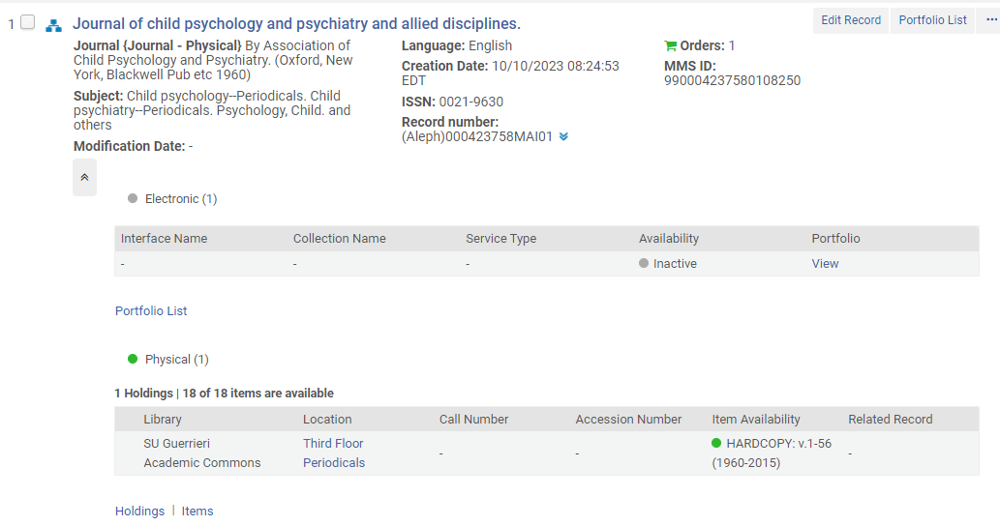 1 Journal of child psychology and psychiatry and allied disciplines. Edit Record Portfolio List ...
Journal {Journal - Physical} By Association of
Child Psychology and Psychiatry. (Oxford, New
York, Blackwell Pub etc 1960)
Subject: Child psychology--Periodicals. Child
psychiatry--Periodicals. Psychology, Child. and
others
Modification Date: -
Language: English
Creation Date: 10/10/2023 08:24:53
EDT
ISSN: 0021-9630
Record number:
(Aleph)000423758MAI01
Orders: 1
MMS ID:
990004237580108250
Electronic (1)
Interface Name Collection Name Service Type Availability Portfolio
- - - Inactive View
Portfolio List
Physical (1)
1 Holdings | 18 of 18 items are available
Library Location Call Number Accession Number Item Availability Related Record
SU Guerrieri Third Floor - - HARDCOPY: v.1-56 -
Academic Commons Periodicals (1960-2015)
Holdings | Items